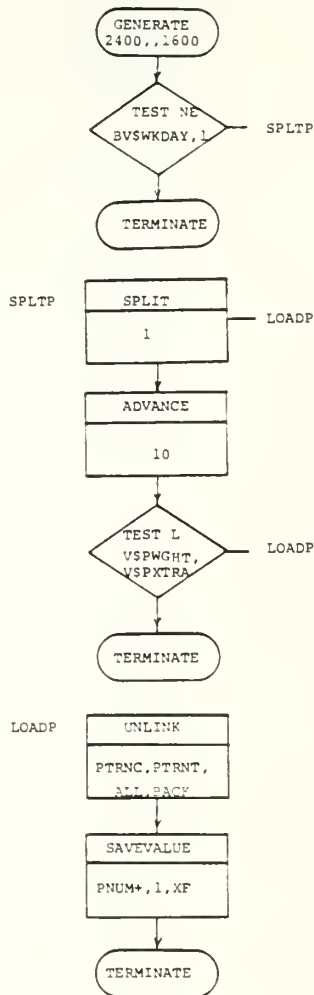 GENERATE
2400,,1600
TEST NE
BV$WKDAY,1
SPLTP
TERMINATE
SPLTP
SPLIT
1
LOADP
ADVANCE
10
TEST L
V$PWGHT,
V$PXTRA
LOADP
TERMINATE
LOADP
UNLINK
PTRNC,PTRNT,
ALL,BACK
SAVEVALUE
PNUM+,1,XF
TERMINATE